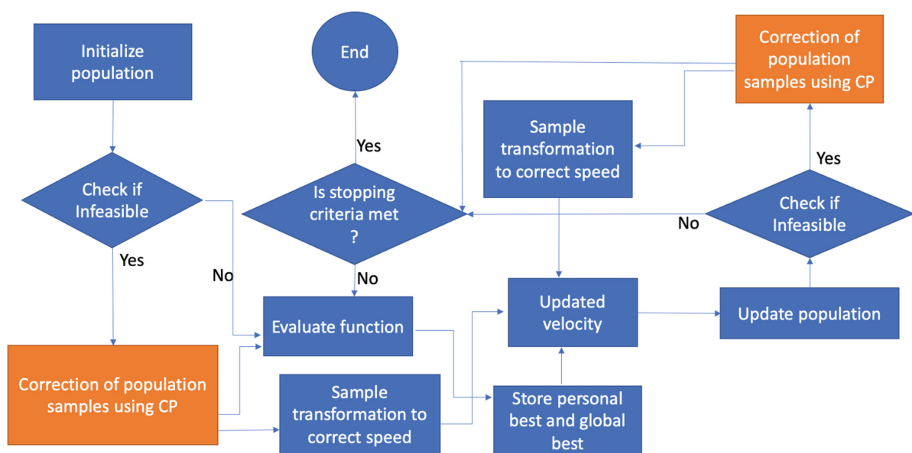 Initialize
population
End
Correction of
population
samples using CP
Sample
transformation
to correct speed
Yes
Yes
Check if
Infeasible
Is stopping
criteria met
?
Check if
Infeasible
No
Yes
No
No
Evaluate function
Updated
velocity
Update population
Correction of population
samples using CP
Sample
transformation to
correct speed
Store personal
best and global
best